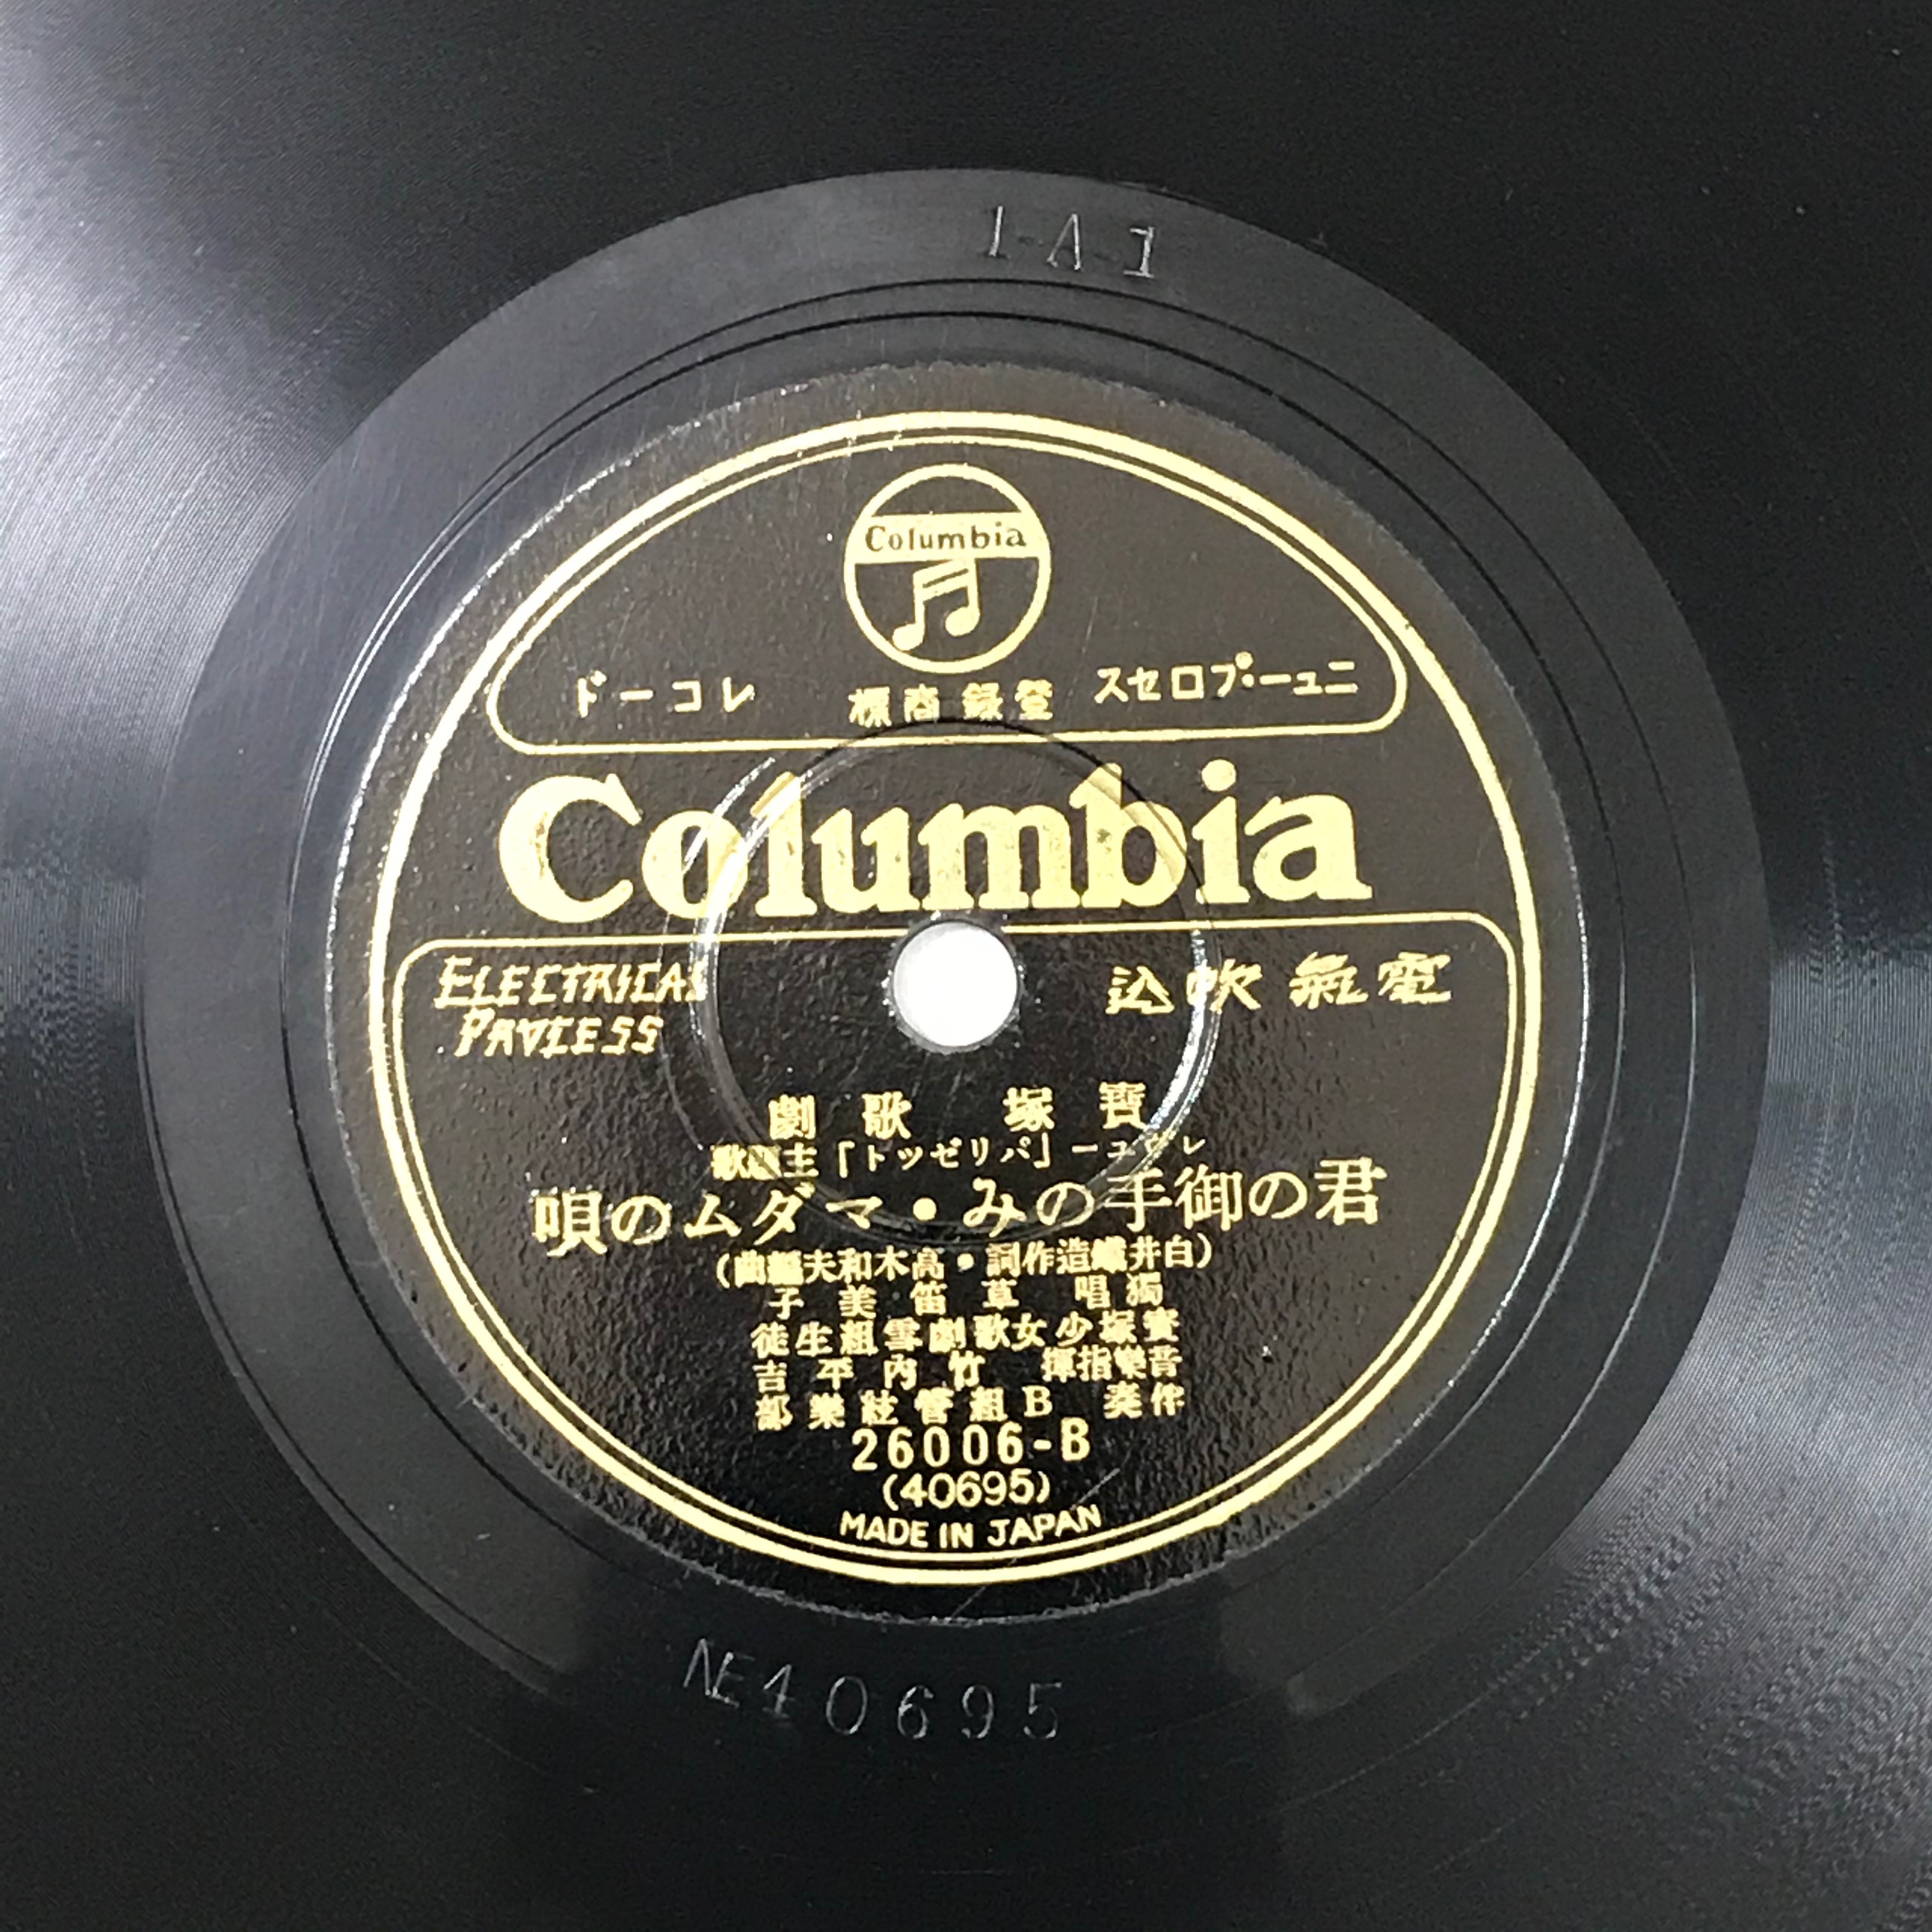 1-A-1
Columbia
ニュー・プロセス 登録商標 レコード
Columbia
ELECTRICAL 電氣吹込
寶塚 歌劇
レヴユー「パリゼット」主題歌
君の御手のみ・マダムの唄
(白井鐵造作詞・高木和夫編曲)
獨唱 草笛美子
寶塚少女歌劇雪組生徒
音樂指揮 竹内平吉
伴奏 B組管絃樂部
26006-B
(40695)
MADE IN JAPAN
NE40695